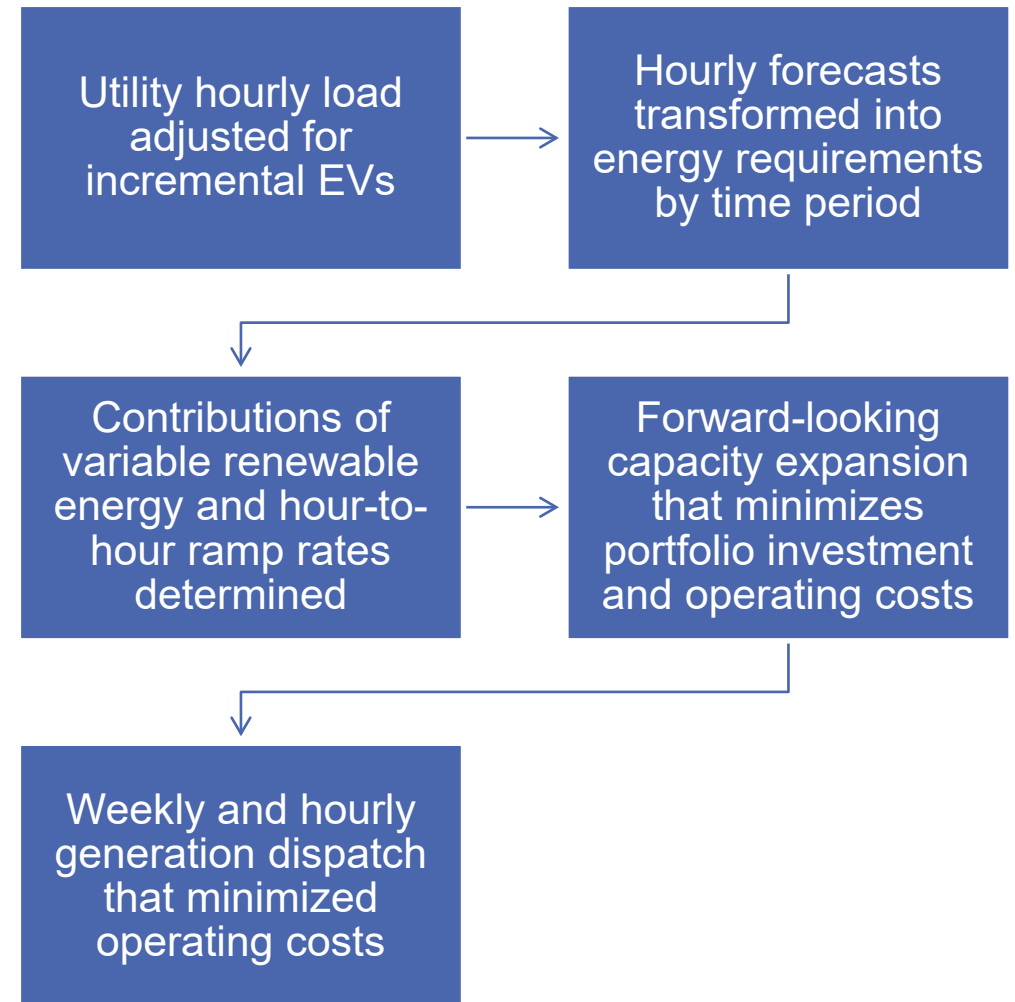 Utility hourly load
adjusted for
incremental EVs
Hourly forecasts
transformed into
energy requirements
by time period
Contributions of
variable renewable
energy and hour-to-
hour ramp rates
determined
Forward-looking
capacity expansion
that minimizes
portfolio investment
and operating costs
Weekly and hourly
generation dispatch
that minimized
operating costs